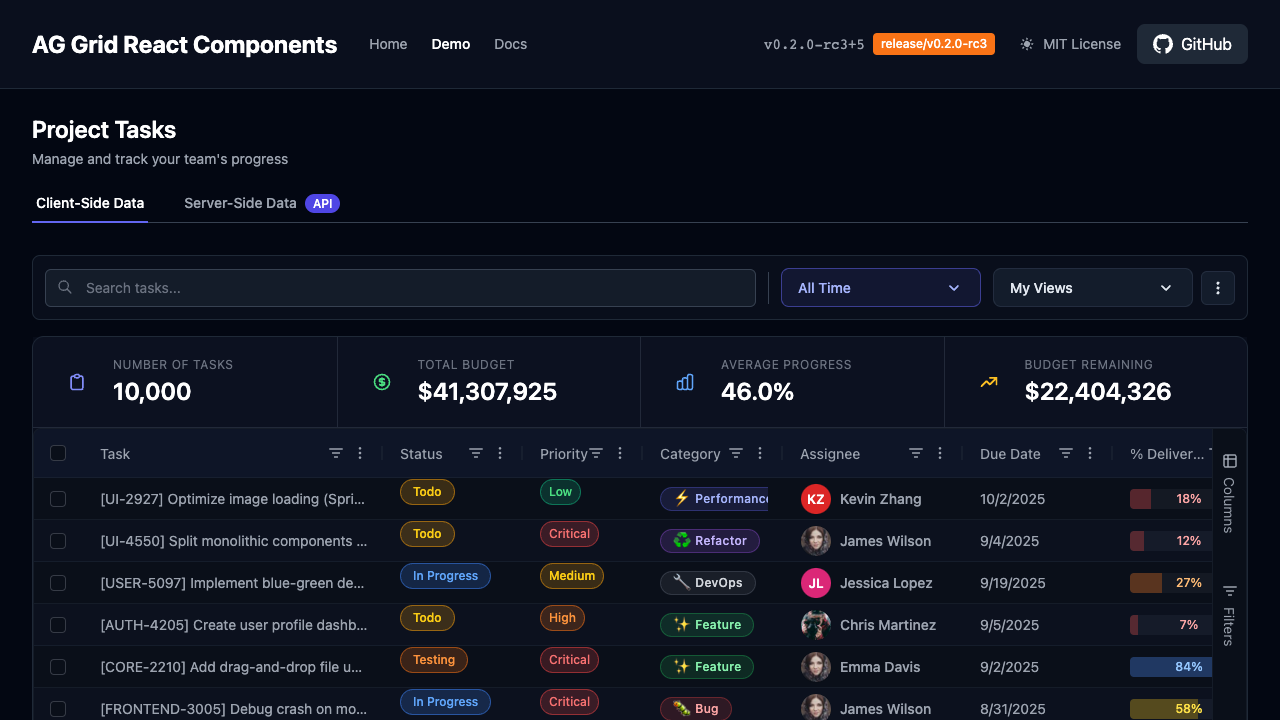 AG Grid React Components Home Demo Docs v0.2.0-rc3+5 release/v0.2.0-rc3 MIT License GitHub
Project Tasks
Manage and track your team's progress
Client-Side Data Server-Side Data API
Search tasks... All Time My Views
NUMBER OF TASKS TOTAL BUDGET AVERAGE PROGRESS BUDGET REMAINING
10,000 $41,307,925 46.0% $22,404,326
Task Status Priority Category Assignee Due Date % Deliver...
[UI-2927] Optimize image loading (Spri... Todo Low Performance Kevin Zhang 10/2/2025 18%
KZ
[UI-4550] Split monolithic components ... Todo Critical Refactor James Wilson 9/4/2025 12%
[USER-5097] Implement blue-green de... In Progress Medium DevOps JL Jessica Lopez 9/19/2025 27%
[AUTH-4205] Create user profile dashb... Todo High Feature Chris Martinez 9/5/2025 7%
[CORE-2210] Add drag-and-drop file u... Testing Critical Feature Emma Davis 9/2/2025 84%
[FRONTEND-3005] Debug crash on mo... In Progress Critical Bug James Wilson 8/31/2025 58%
Columns
Filters